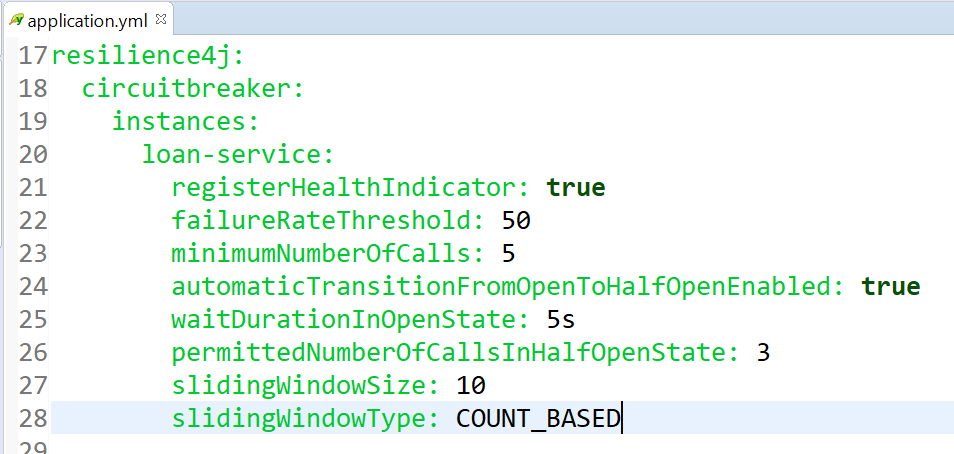 application.yml
17 resilience4j:
18 circuitbreaker:
19 instances:
20 loan-service:
21 registerHealthIndicator: true
22 failureRateThreshold: 50
23 minimumNumberOfCalls: 5
24 automaticTransitionFromOpenToHalfOpenEnabled: true
25 waitDurationInOpenState: 5s
26 permittedNumberOfCallsInHalfOpenState: 3
27 slidingWindowSize: 10
28 slidingWindowType: COUNT_BASED
29